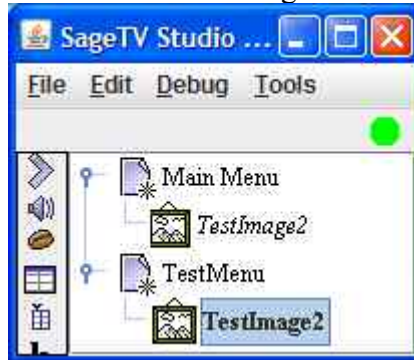 SageTV Studio ...
File Edit Debug Tools
Main Menu
TestImage2
TestMenu
TestImage2